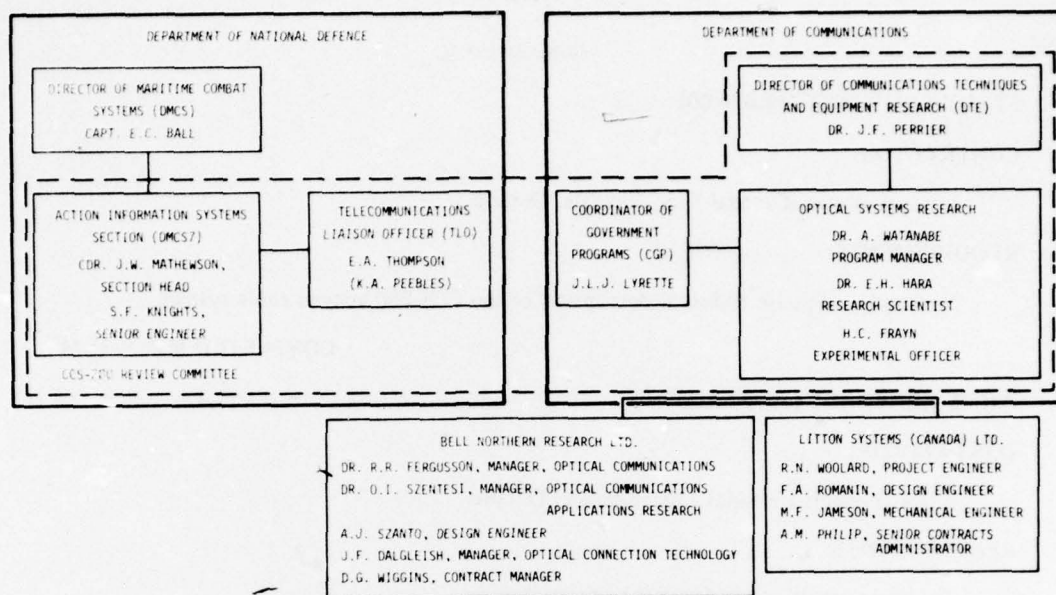 DEPARTMENT OF NATIONAL DEFENCE
DIRECTOR OF MARITIME COMBAT
SYSTEMS (DMCS)
CAPT. E.C. BALL
ACTION INFORMATION SYSTEMS
SECTION (DMCS7)
CDR. J.W. MATHEWSON,
SECTION HEAD
S.F. KNIGHTS,
SENIOR ENGINEER
TELECOMMUNICATIONS
LIAISON OFFICER (TLO)
E.A. THOMPSON
(K.A. PEEBLES)
CCS-280 REVIEW COMMITTEE
DEPARTMENT OF COMMUNICATIONS
DIRECTOR OF COMMUNICATIONS TECHNIQUES
AND EQUIPMENT RESEARCH (DTE)
DR. J.F. PERRIER
COORDINATOR OF
GOVERNMENT
PROGRAMS (CGP)
J.L.J. LYRETTE
OPTICAL SYSTEMS RESEARCH
DR. A. WATANABE
PROGRAM MANAGER
DR. E.H. HARA
RESEARCH SCIENTIST
H.C. FRAYN
EXPERIMENTAL OFFICER
BELL NORTHERN RESEARCH LTD.
DR. R.R. FERGUSSON, MANAGER, OPTICAL COMMUNICATIONS
DR. O.I. SZENTESI, MANAGER, OPTICAL COMMUNICATIONS
APPLICATIONS RESEARCH
A.J. SZANTO, DESIGN ENGINEER
J.F. DALGLEISH, MANAGER, OPTICAL CONNECTION TECHNOLOGY
D.G. WIGGINS, CONTRACT MANAGER
LITTON SYSTEMS (CANADA) LTD.
R.N. WOOLARD, PROJECT ENGINEER
F.A. ROMANIN, DESIGN ENGINEER
M.F. JAMESON, MECHANICAL ENGINEER
A.M. PHILIP, SENIOR CONTRACTS
ADMINISTRATOR